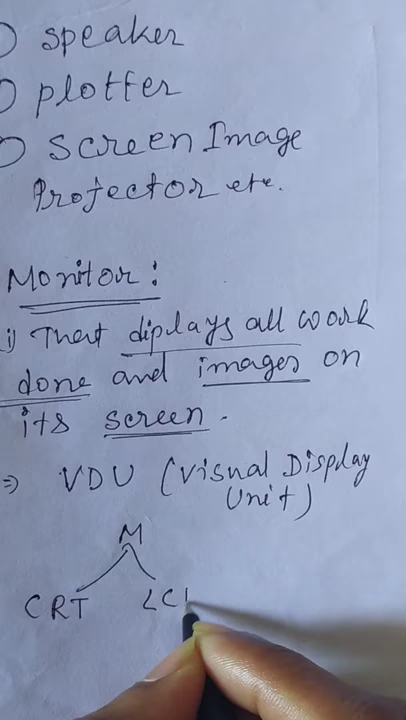 speaker
plotter
Screen Image
Projector etc.
Monitor:
i) That diplays all work
done and images on
its screen.
⇒ VDU (Visual Display
Unit)
M
CRT LC